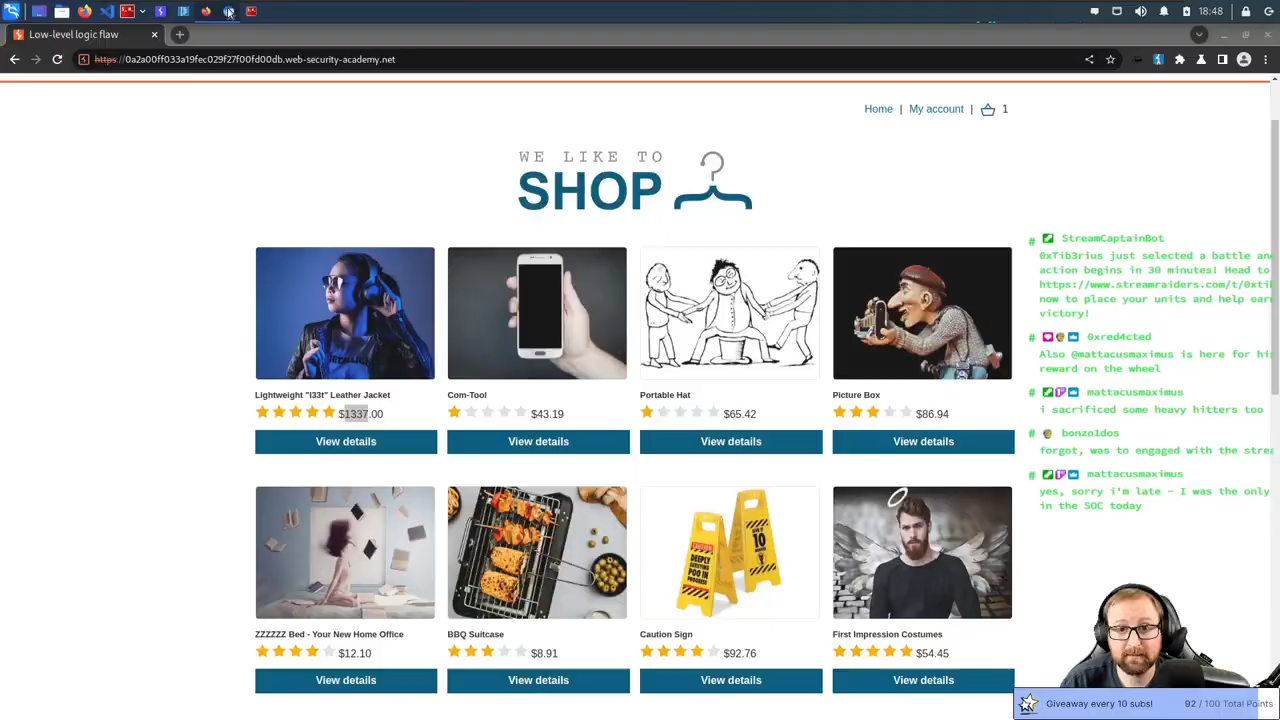 18:48
Low-level logic flaw
https://0a2a00ff033a19fec029f27f00fd00db.web-security-academy.net
Home | My account | 1
WE LIKE TO
SHOP
Lightweight "l33t" Leather Jacket
$1337.00
View details
Com-Tool
$43.19
View details
Portable Hat
$65.42
View details
Picture Box
$86.94
View details
ZZZZZZ Bed - Your New Home Office
$12.10
View details
BBQ Suitcase
$8.91
View details
Caution Sign
$92.76
View details
First Impression Costumes
$54.45
View details
# StreamCaptainBot
0xTib3rius just selected a battle and
action begins in 30 minutes! Head to
https://www.streamraiders.com/t/0xtib
now to place your units and help earn
victory!
# 0xred4cted
Also @mattacusmaximus is here for his
reward on the wheel
# mattacusmaximus
i sacrificed some heavy hitters too
# bonzo1dos
forgot, was to engaged with the strea
# mattacusmaximus
yes, sorry i'm late - I was the only
in the SOC today
Giveaway every 10 subs! 92 / 100 Total Points